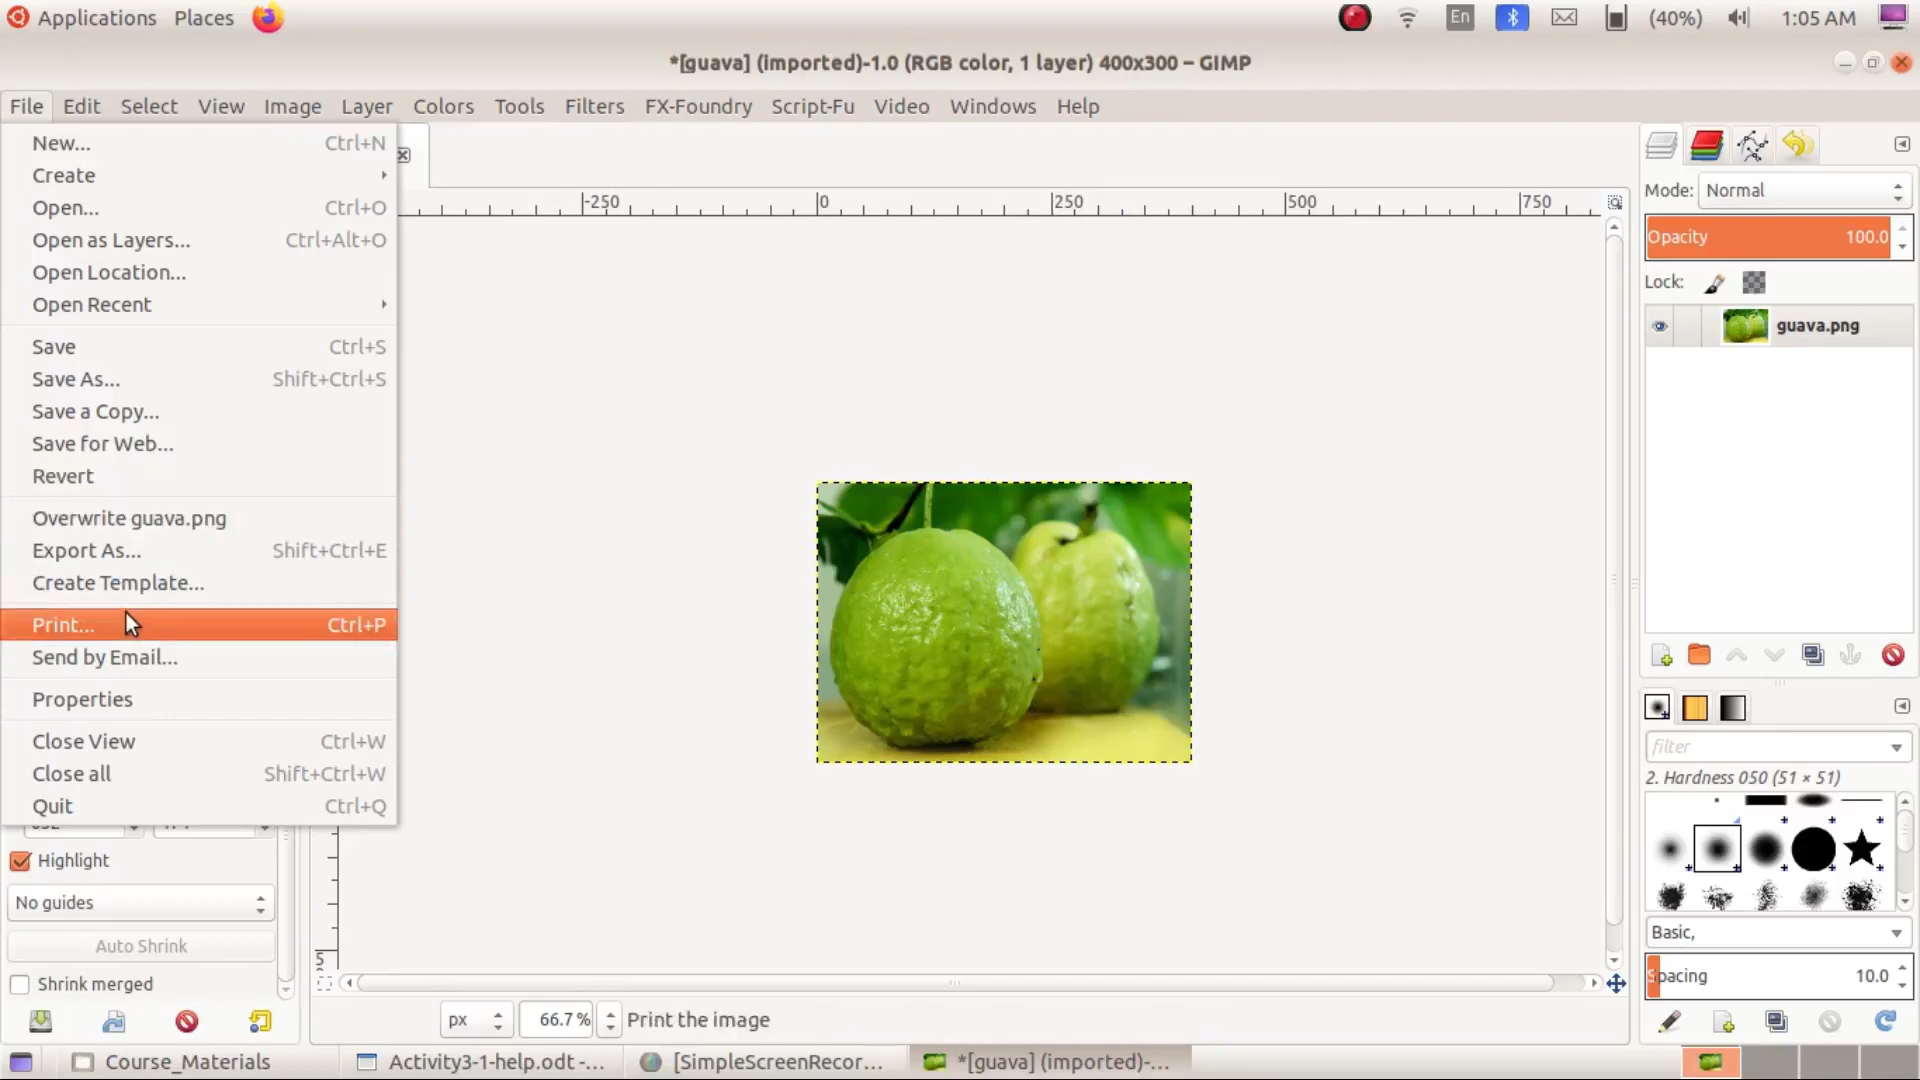 Applications Places En (40%) 1:05 AM
*[guava] (imported)-1.0 (RGB color, 1 layer) 400x300 – GIMP
File Edit Select View Image Layer Colors Tools Filters FX-Foundry Script-Fu Video Windows Help
New... Ctrl+N
Create
Open... Ctrl+O
Open as Layers... Ctrl+Alt+O
Open Location...
Open Recent
Save Ctrl+S
Save As... Shift+Ctrl+S
Save a Copy...
Save for Web...
Revert
Overwrite guava.png
Export As... Shift+Ctrl+E
Create Template...
Print... Ctrl+P
Send by Email...
Properties
Close View Ctrl+W
Close all Shift+Ctrl+W
Quit Ctrl+Q
Highlight
No guides
Auto Shrink
Shrink merged
-250 0 250 500 750
5
px 66.7 % Print the image
Mode: Normal
Opacity 100.0
Lock:
guava.png
filter
2. Hardness 050 (51 × 51)
Basic,
Spacing 10.0
Course_Materials Activity3-1-help.odt -... [SimpleScreenRecor... *[guava] (imported)-...